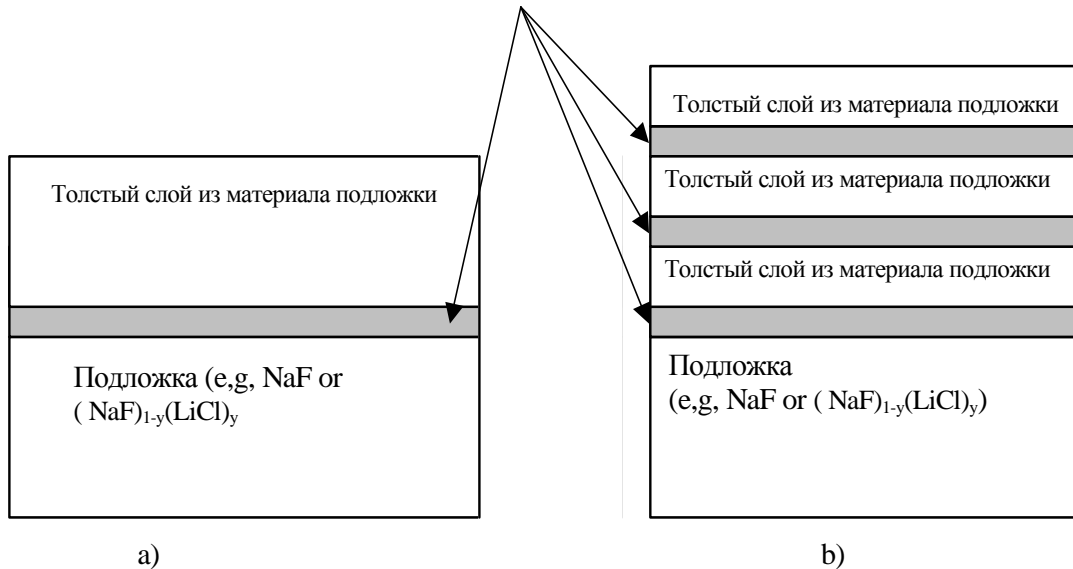 Толстый слой из материала подложки
Подложка (e,g, NaF or
( NaF)1-y(LiCl)y
a)
Толстый слой из материала подложки
Толстый слой из материала подложки
Толстый слой из материала подложки
Подложка
(e,g, NaF or ( NaF)1-y(LiCl)y)
b)